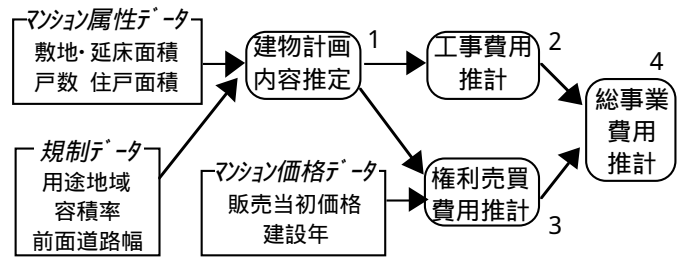 マンション属性データ
敷地・延床面積
戸数 住戸面積
建物計画
内容推定
1
工事費用
推計
2
4
総事業
費用
推計
規制データ
用途地域
容積率
前面道路幅
マンション価格データ
販売当初価格
建設年
権利売買
費用推計
3